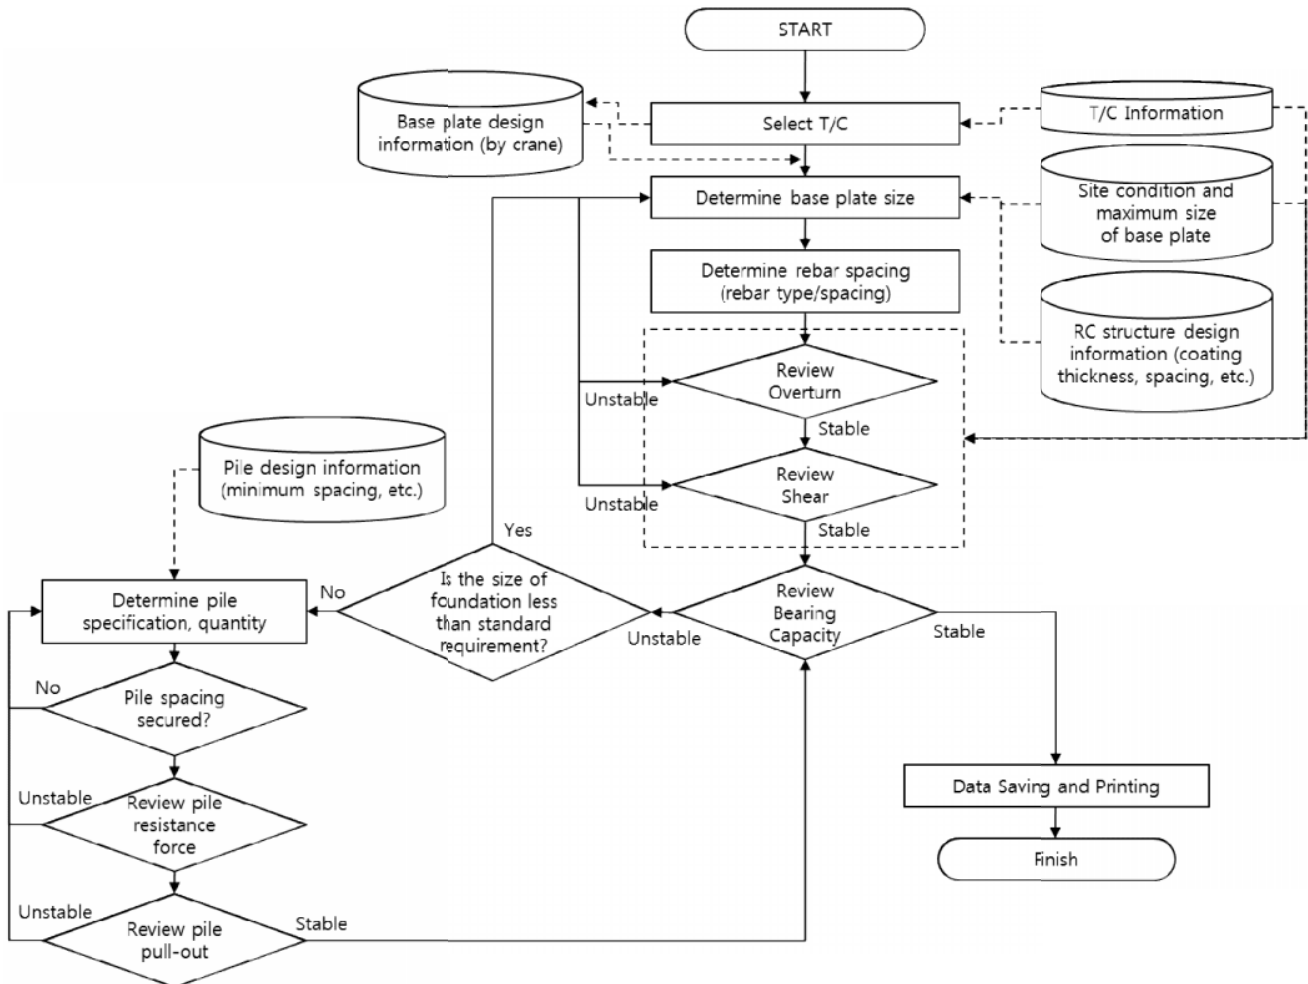 START
Base plate design
information (by crane)
Select T/C
T/C Information
Determine base plate size
Site condition and
maximum size
of base plate
Determine rebar spacing
(rebar type/spacing)
RC structure design
information (coating
thickness, spacing, etc.)
Review
Overturn
Unstable
Stable
Pile design information
(minimum spacing, etc.)
Review
Shear
Unstable
Stable
Yes
Is the size of
foundation less
than standard
requirement?
No
Determine pile
specification, quantity
Review
Bearing
Capacity
Unstable
Stable
No
Pile spacing
secured?
Unstable
Review pile
resistance
force
Data Saving and Printing
Finish
Unstable
Review pile
pull-out
Stable